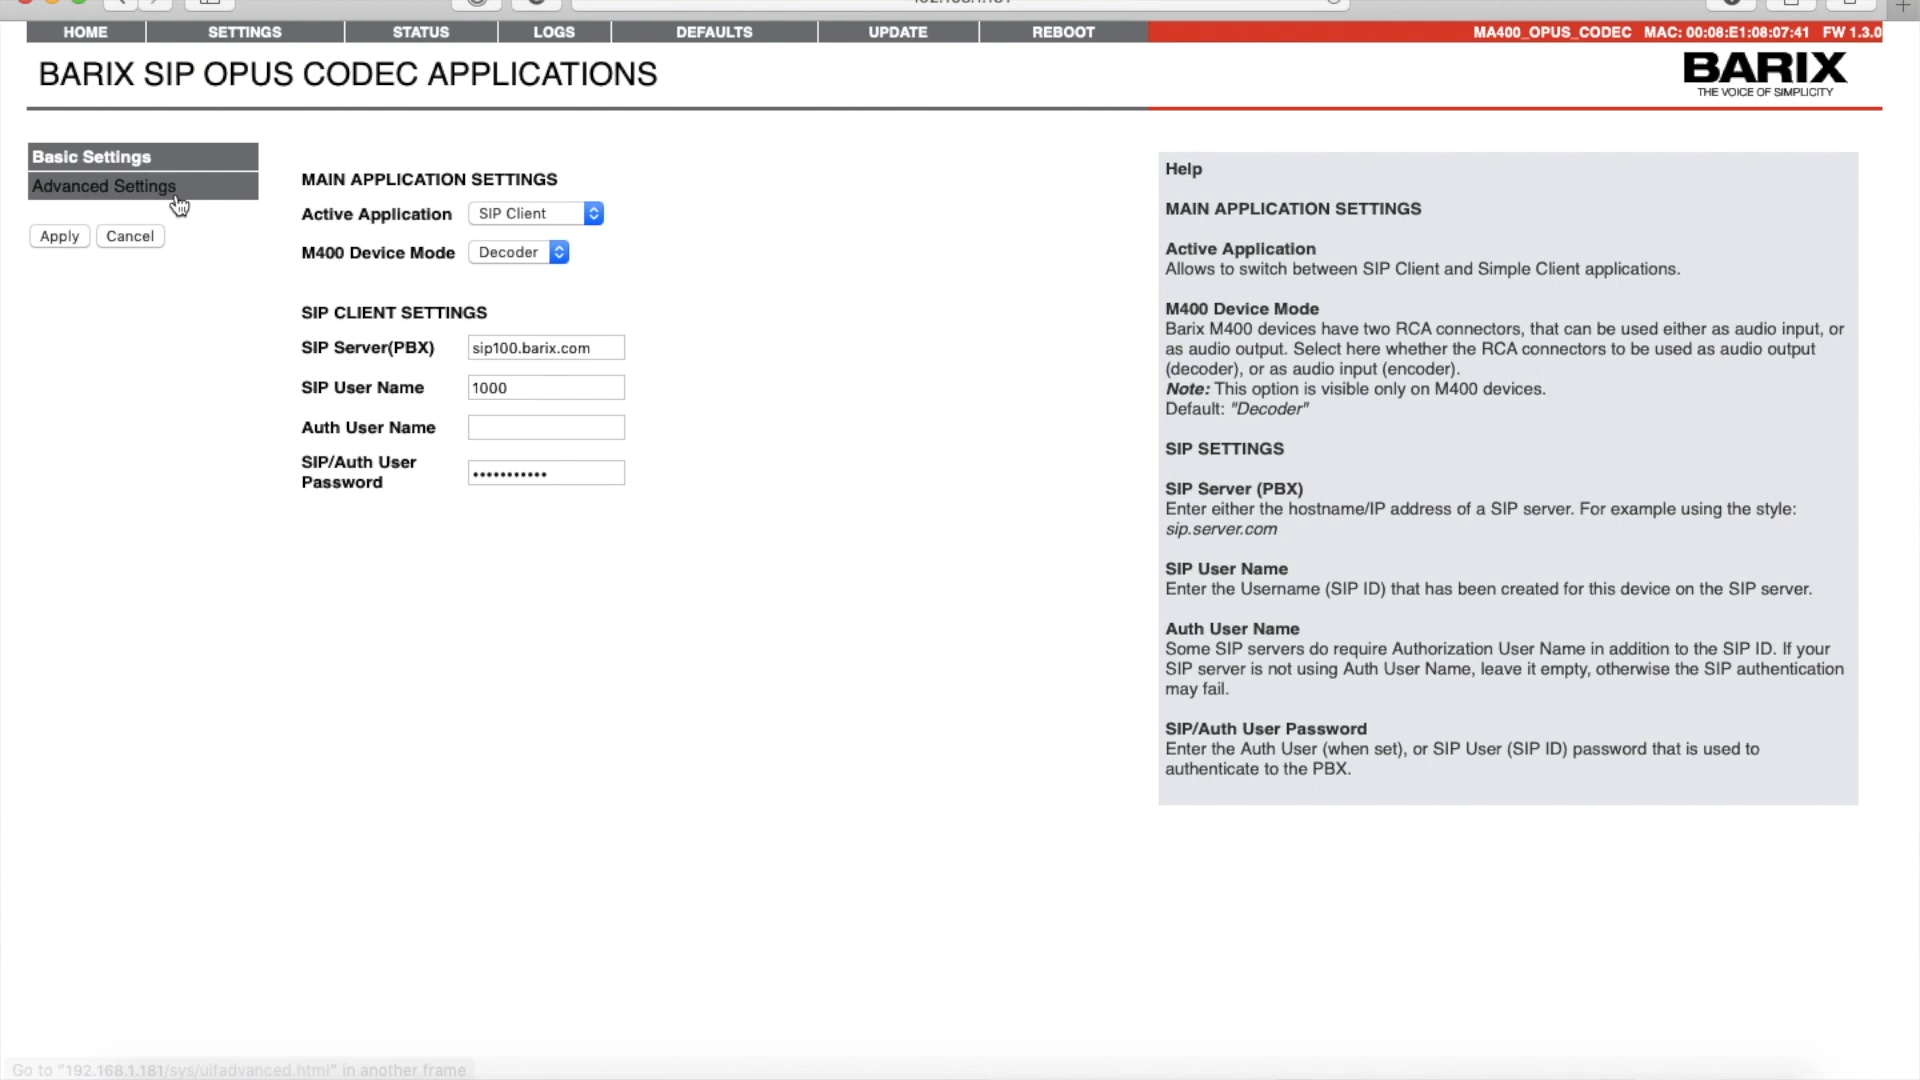 HOME SETTINGS STATUS LOGS DEFAULTS UPDATE REBOOT MA400_OPUS_CODEC MAC: 00:08:E1:08:07:41 FW 1.3.0
BARIX SIP OPUS CODEC APPLICATIONS
BARIX
THE VOICE OF SIMPLICITY
Basic Settings
Advanced Settings
Apply Cancel
MAIN APPLICATION SETTINGS
Active Application SIP Client
M400 Device Mode Decoder
SIP CLIENT SETTINGS
SIP Server(PBX) sip100.barix.com
SIP User Name 1000
Auth User Name
SIP/Auth User
Password •••••••••••
Help
MAIN APPLICATION SETTINGS
Active Application
Allows to switch between SIP Client and Simple Client applications.
M400 Device Mode
Barix M400 devices have two RCA connectors, that can be used either as audio input, or
as audio output. Select here whether the RCA connectors to be used as audio output
(decoder), or as audio input (encoder).
Note: This option is visible only on M400 devices.
Default: "Decoder"
SIP SETTINGS
SIP Server (PBX)
Enter either the hostname/IP address of a SIP server. For example using the style:
sip.server.com
SIP User Name
Enter the Username (SIP ID) that has been created for this device on the SIP server.
Auth User Name
Some SIP servers do require Authorization User Name in addition to the SIP ID. If your
SIP server is not using Auth User Name, leave it empty, otherwise the SIP authentication
may fail.
SIP/Auth User Password
Enter the Auth User (when set), or SIP User (SIP ID) password that is used to
authenticate to the PBX.
Go to "192.168.1.181/sys/uifadvanced.html" in another frame